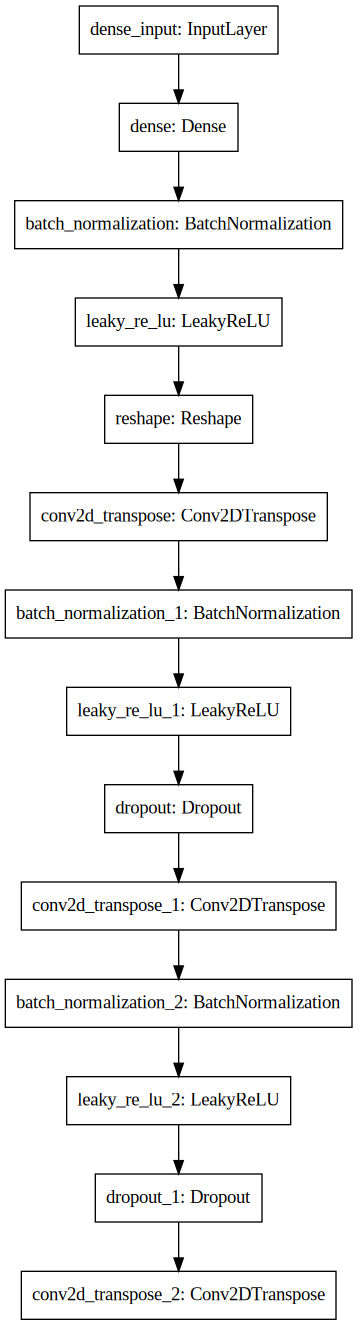 dense_input: InputLayer
dense: Dense
batch_normalization: BatchNormalization
leaky_re_lu: LeakyReLU
reshape: Reshape
conv2d_transpose: Conv2DTranspose
batch_normalization_1: BatchNormalization
leaky_re_lu_1: LeakyReLU
dropout: Dropout
conv2d_transpose_1: Conv2DTranspose
batch_normalization_2: BatchNormalization
leaky_re_lu_2: LeakyReLU
dropout_1: Dropout
conv2d_transpose_2: Conv2DTranspose